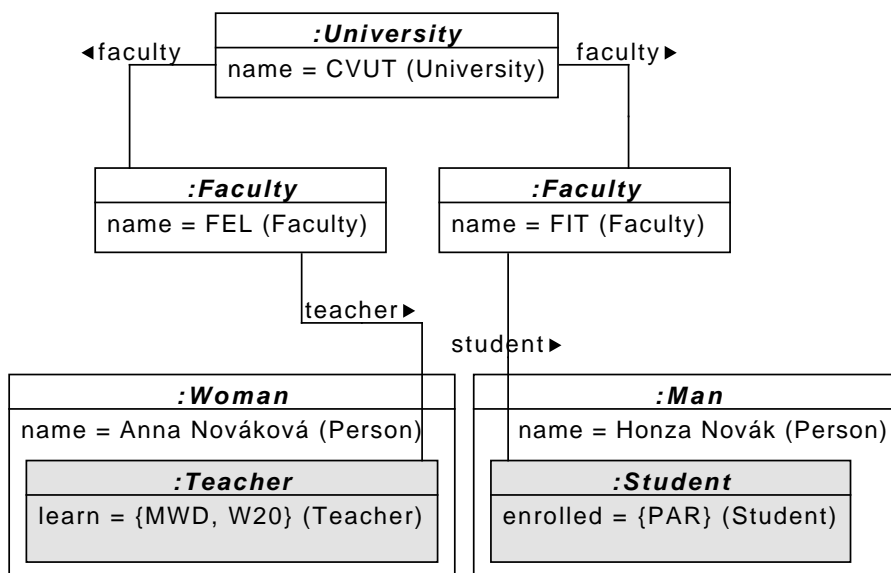 :University
◄faculty
faculty►
name = CVUT (University)
:Faculty
name = FEL (Faculty)
:Faculty
name = FIT (Faculty)
teacher►
student►
:Woman
name = Anna Nováková (Person)
:Teacher
learn = {MWD, W20} (Teacher)
:Man
name = Honza Novák (Person)
:Student
enrolled = {PAR} (Student)